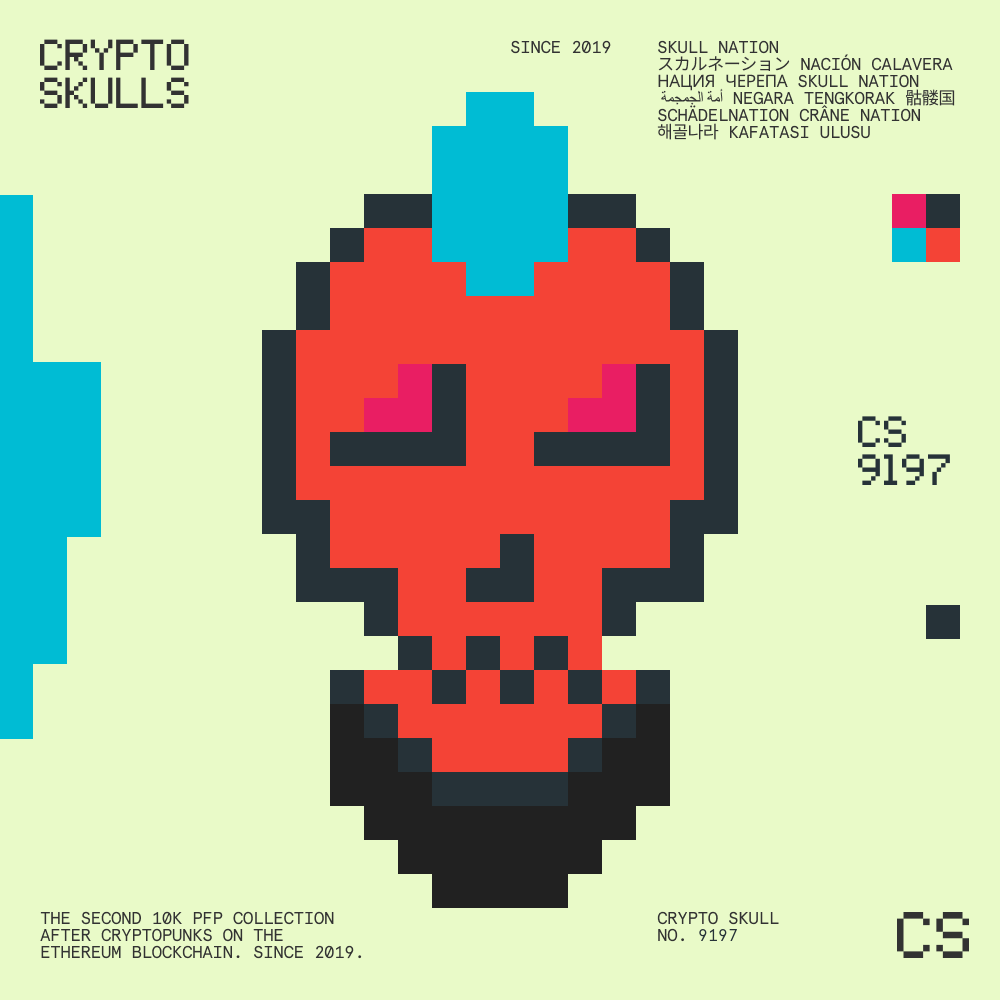 CRYPTO
SKULLS
SINCE 2019
SKULL NATION
スカルネーション NACIÓN CALAVERA
НАЦИЯ ЧЕРЕПА SKULL NATION
أمة الجمجمة NEGARA TENGKORAK 骷髅国
SCHÄDELNATION CRÂNE NATION
해골나라 KAFATASI ULUSU
CS
9197
THE SECOND 10K PFP COLLECTION
AFTER CRYPTOPUNKS ON THE
ETHEREUM BLOCKCHAIN. SINCE 2019.
CRYPTO SKULL
NO. 9197
CS